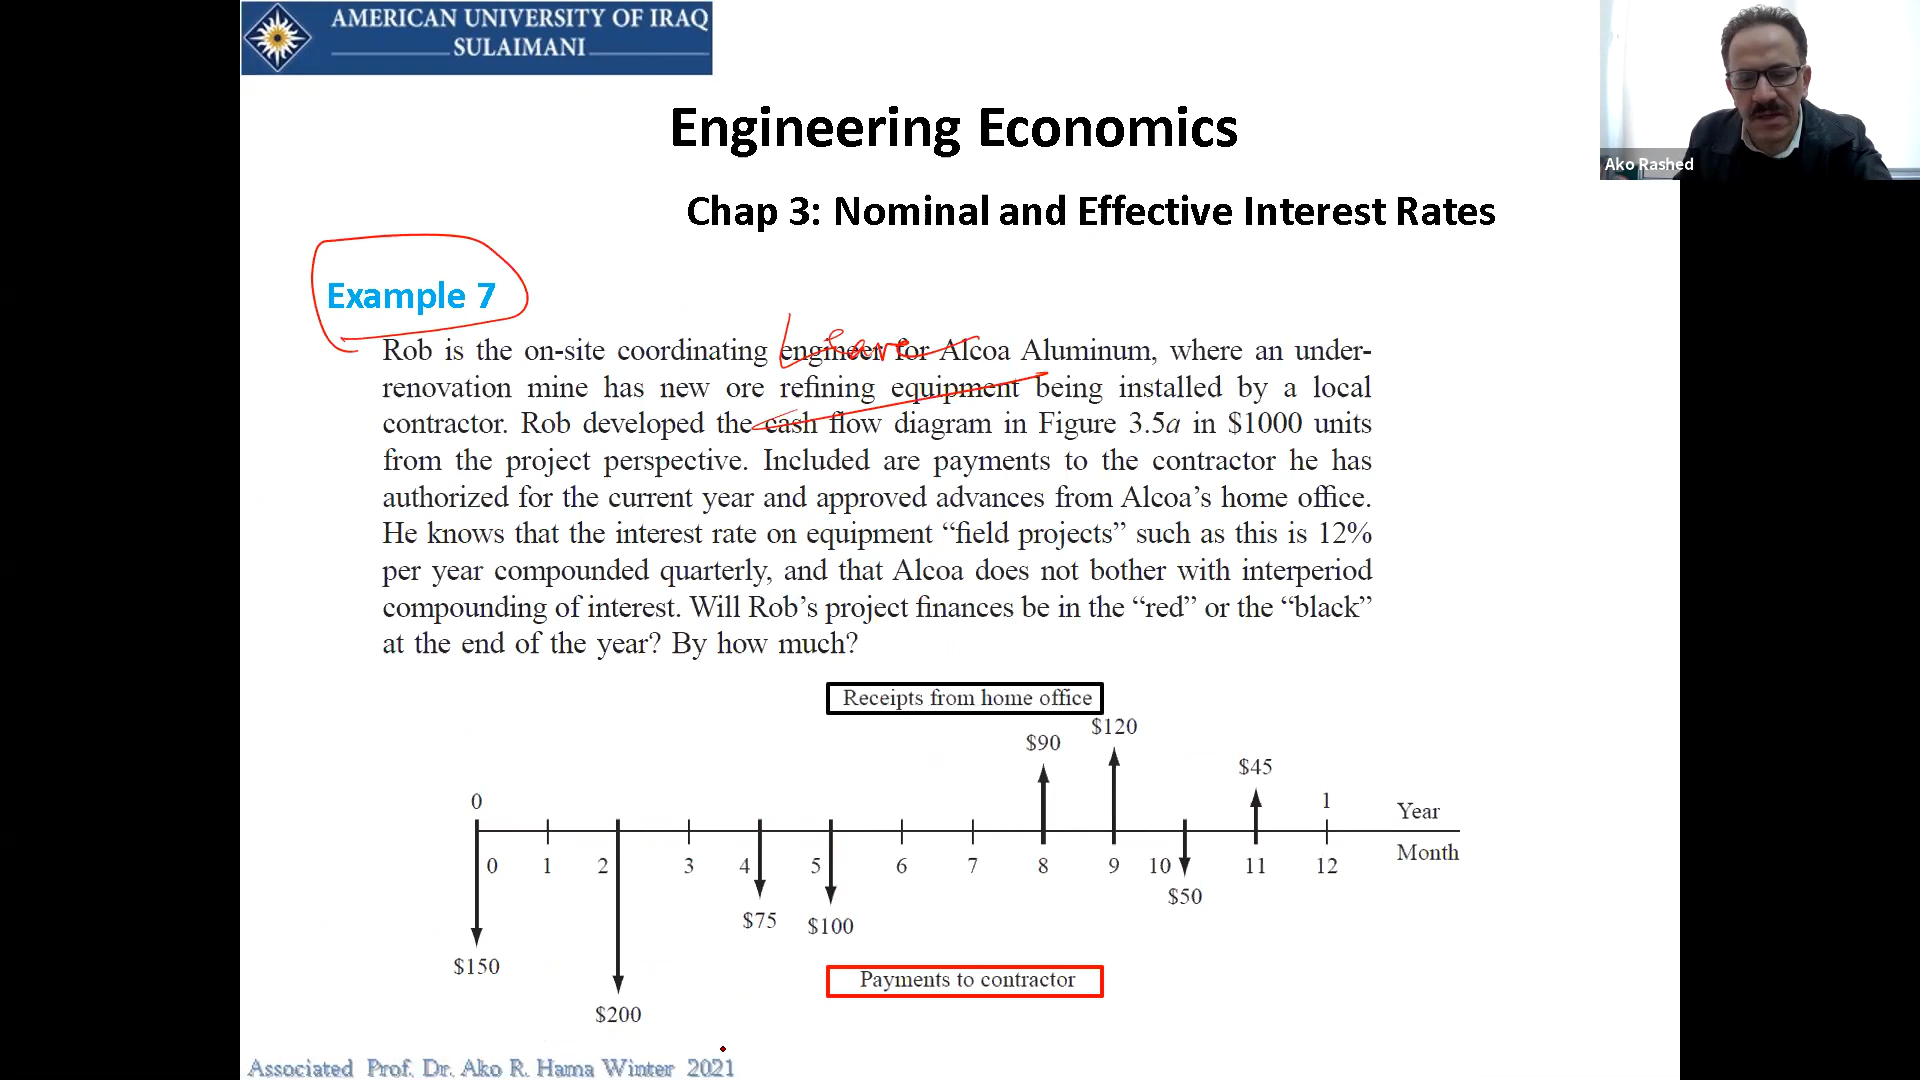 AMERICAN UNIVERSITY OF IRAQ
SULAIMANI
Engineering Economics
Ako Rashed
Chap 3: Nominal and Effective Interest Rates
Example 7
Rob is the on-site coordinating engineer for Alcoa Aluminum, where an under-
renovation mine has new ore refining equipment being installed by a local
contractor. Rob developed the cash flow diagram in Figure 3.5a in $1000 units
from the project perspective. Included are payments to the contractor he has
authorized for the current year and approved advances from Alcoa’s home office.
He knows that the interest rate on equipment “field projects” such as this is 12%
per year compounded quarterly, and that Alcoa does not bother with interperiod
compounding of interest. Will Rob’s project finances be in the “red” or the “black”
at the end of the year? By how much?
Receipts from home office
$120
$90
$45
0 1 Year
0 1 2 3 4 5 6 7 8 9 10 11 12 Month
$50
$75 $100
$150
Payments to contractor
$200
Associated Prof. Dr. Ako R. Hama Winter 2021